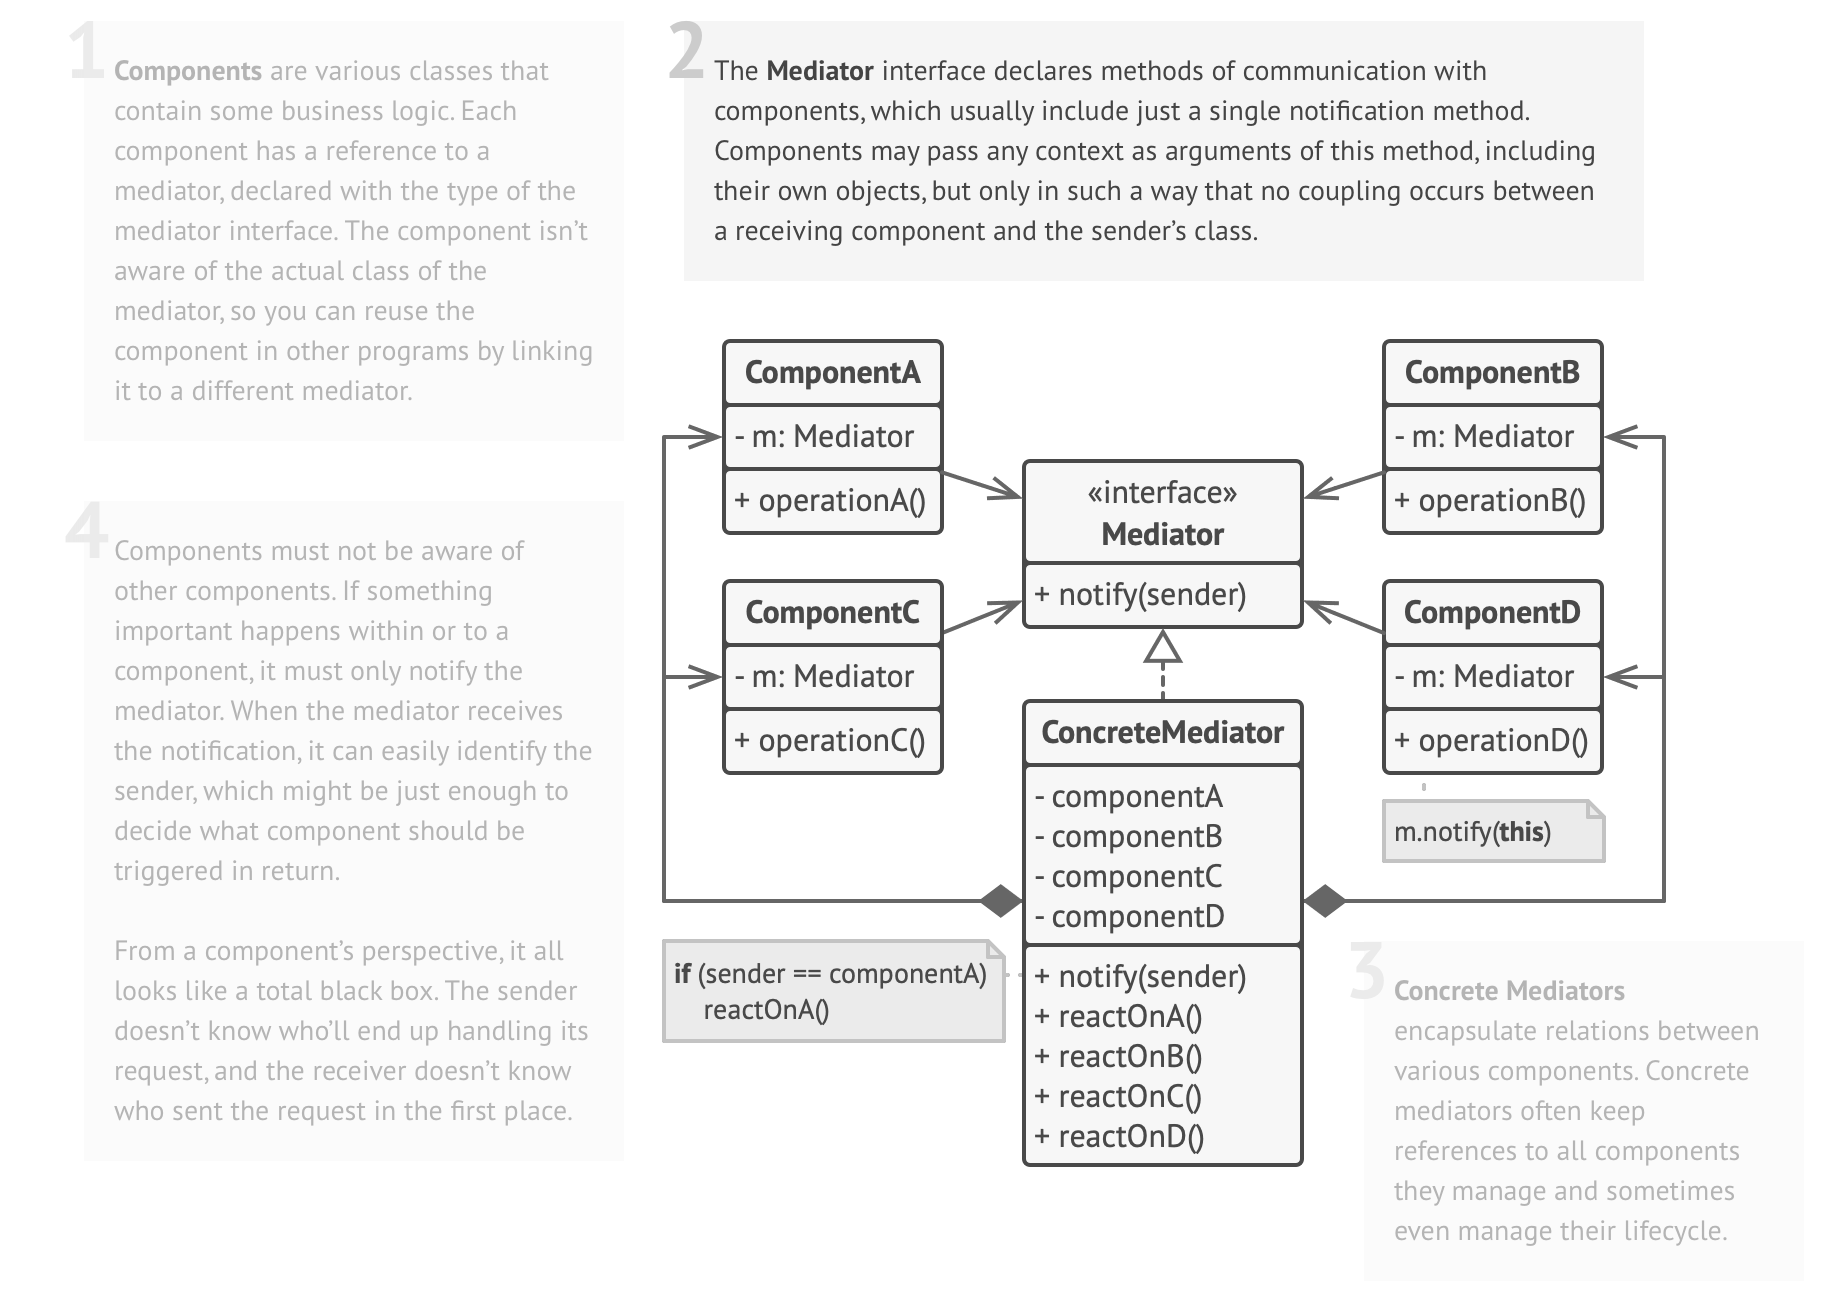 1
Components are various classes that
contain some business logic. Each
component has a reference to a
mediator, declared with the type of the
mediator interface. The component isn’t
aware of the actual class of the
mediator, so you can reuse the
component in other programs by linking
it to a different mediator.
2
The Mediator interface declares methods of communication with
components, which usually include just a single notification method.
Components may pass any context as arguments of this method, including
their own objects, but only in such a way that no coupling occurs between
a receiving component and the sender’s class.
ComponentA
- m: Mediator
+ operationA()
ComponentB
- m: Mediator
+ operationB()
«interface»
Mediator
+ notify(sender)
ComponentC
- m: Mediator
+ operationC()
ComponentD
- m: Mediator
+ operationD()
m.notify(this)
ConcreteMediator
- componentA
- componentB
- componentC
- componentD
+ notify(sender)
+ reactOnA()
+ reactOnB()
+ reactOnC()
+ reactOnD()
if (sender == componentA)
reactOnA()
3
Concrete Mediators
encapsulate relations between
various components. Concrete
mediators often keep
references to all components
they manage and sometimes
even manage their lifecycle.
4
Components must not be aware of
other components. If something
important happens within or to a
component, it must only notify the
mediator. When the mediator receives
the notification, it can easily identify the
sender, which might be just enough to
decide what component should be
triggered in return.
From a component’s perspective, it all
looks like a total black box. The sender
doesn’t know who’ll end up handling its
request, and the receiver doesn’t know
who sent the request in the first place.